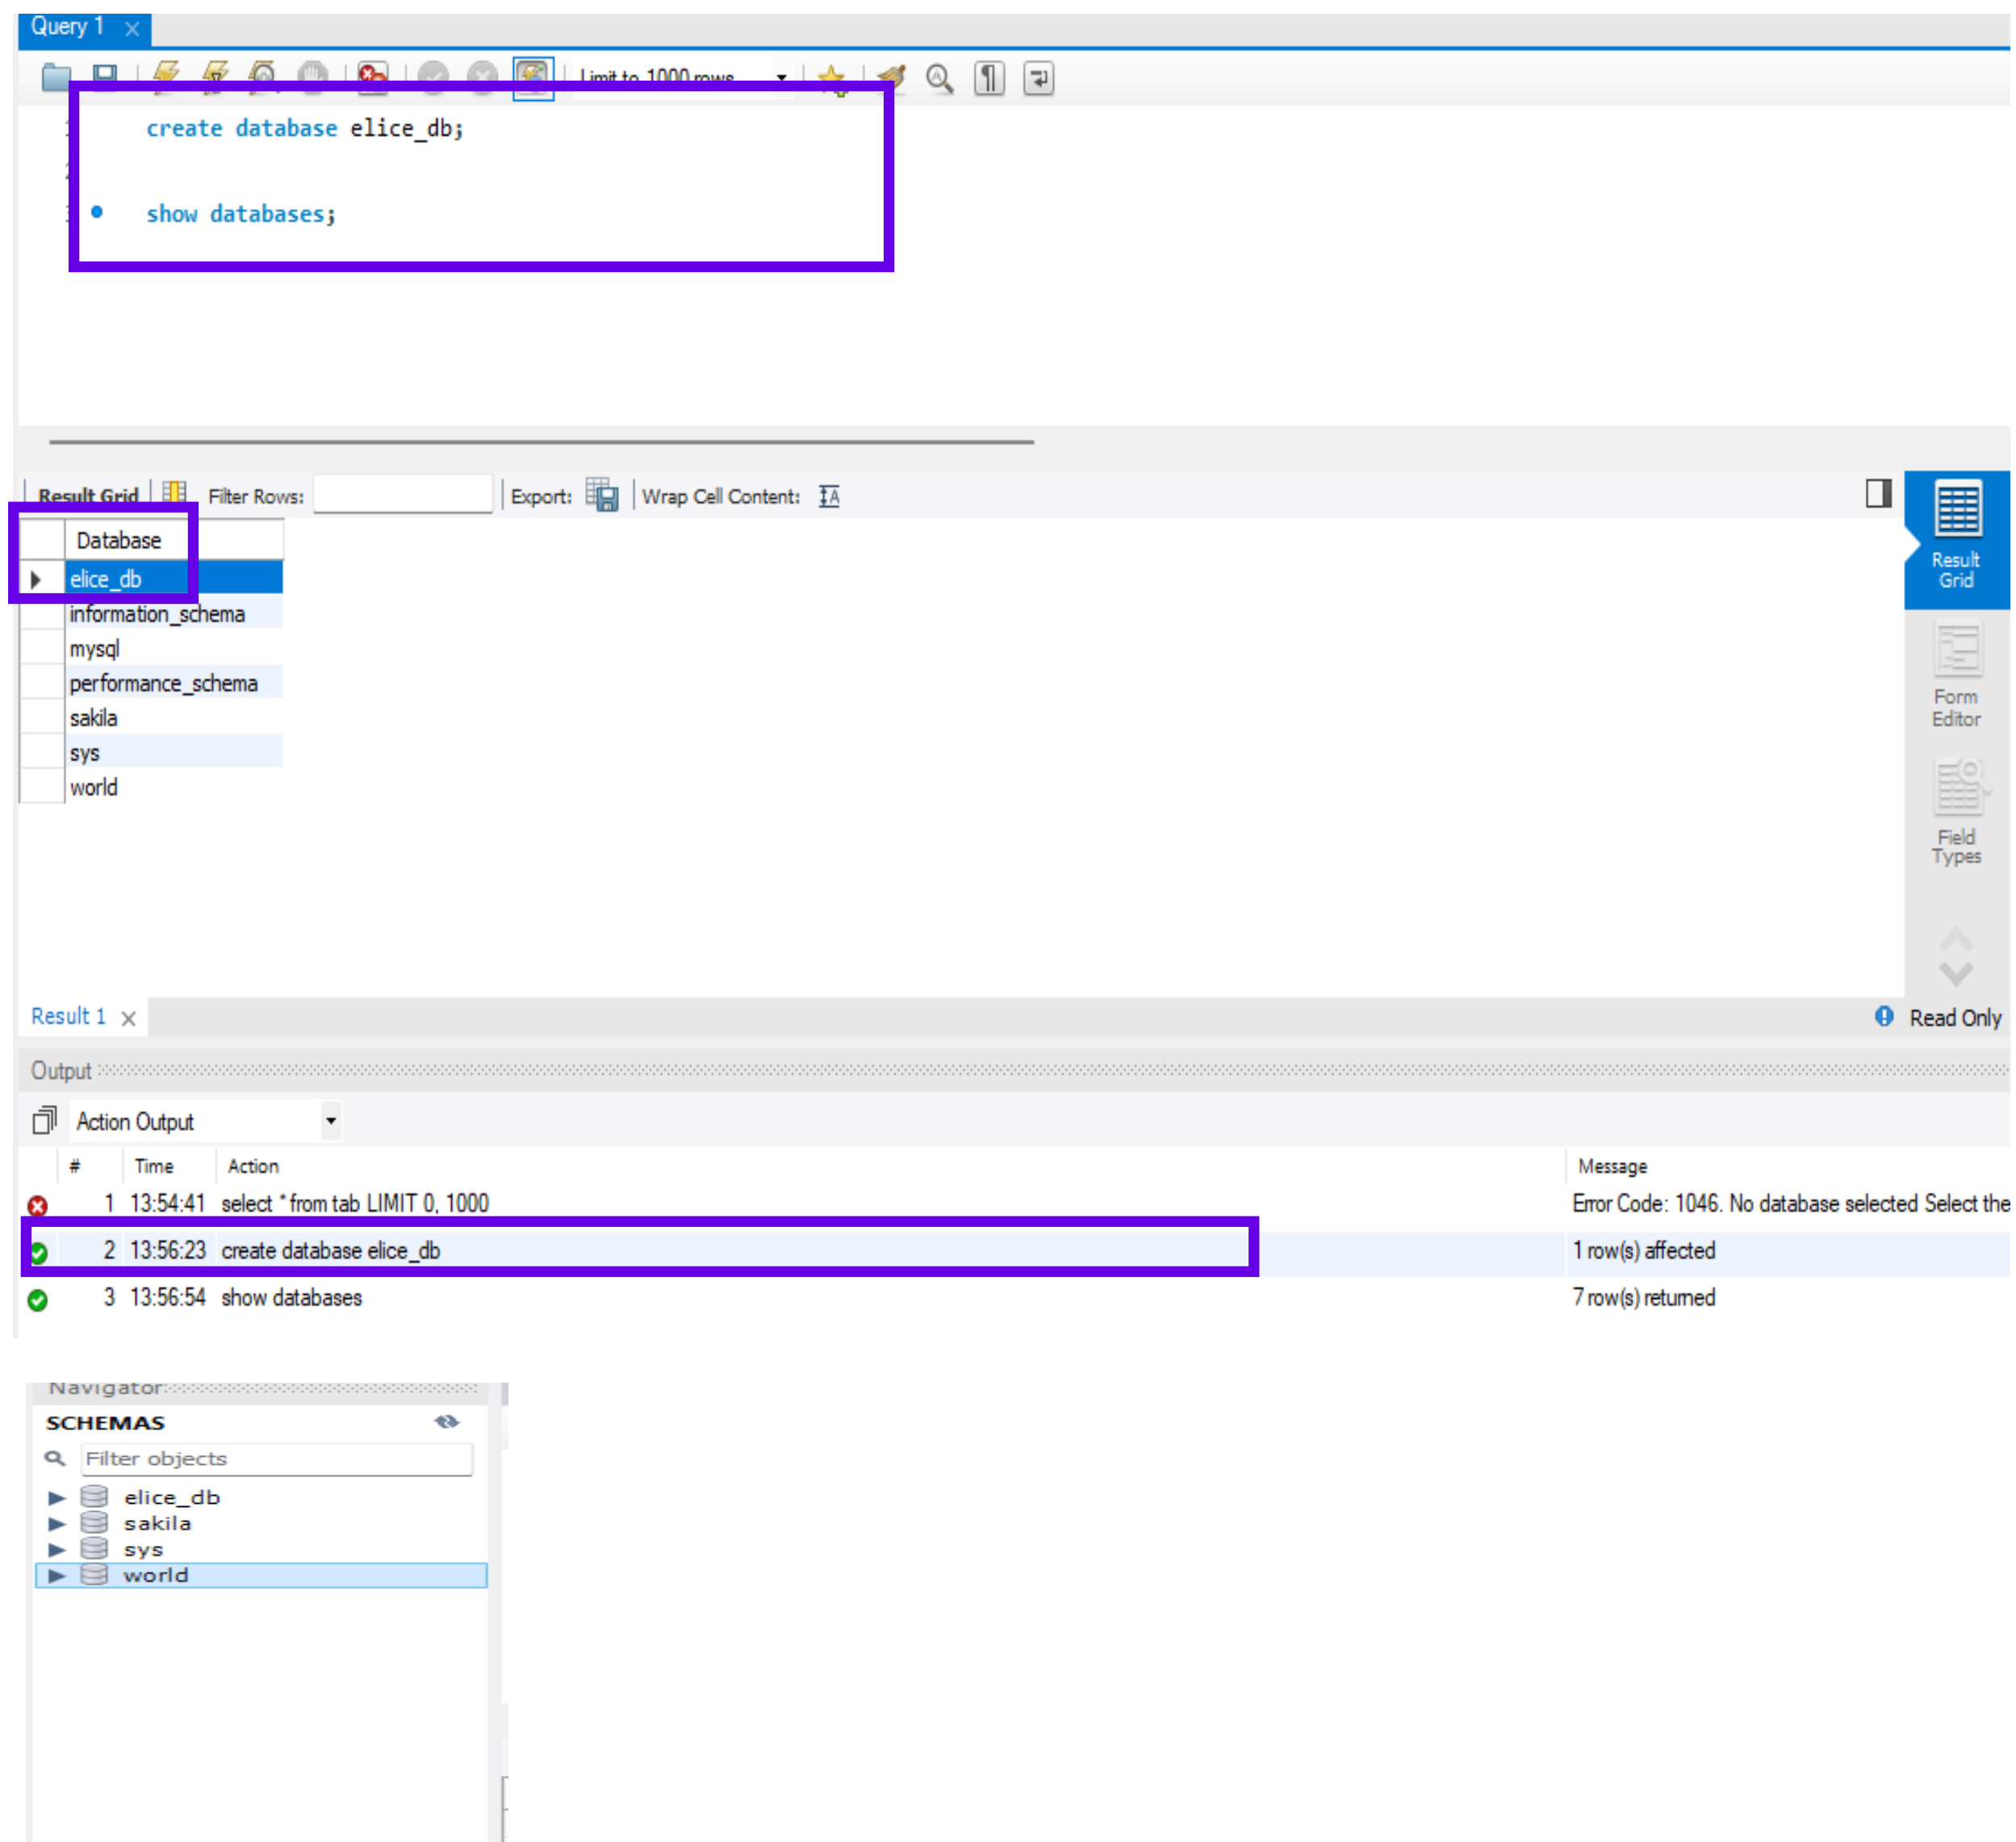 Query 1
Limit to 1000 rows
create database elice_db;
show databases;
Result Grid Filter Rows: Export: Wrap Cell Content:
Database
elice_db
information_schema
mysql
performance_schema
sakila
sys
world
Result
Grid
Form
Editor
Field
Types
Result 1 Read Only
Output
Action Output
# Time Action Message
1 13:54:41 select * from tab LIMIT 0, 1000 Error Code: 1046. No database selected Select the
2 13:56:23 create database elice_db 1 row(s) affected
3 13:56:54 show databases 7 row(s) returned
Navigator
SCHEMAS
Filter objects
elice_db
sakila
sys
world